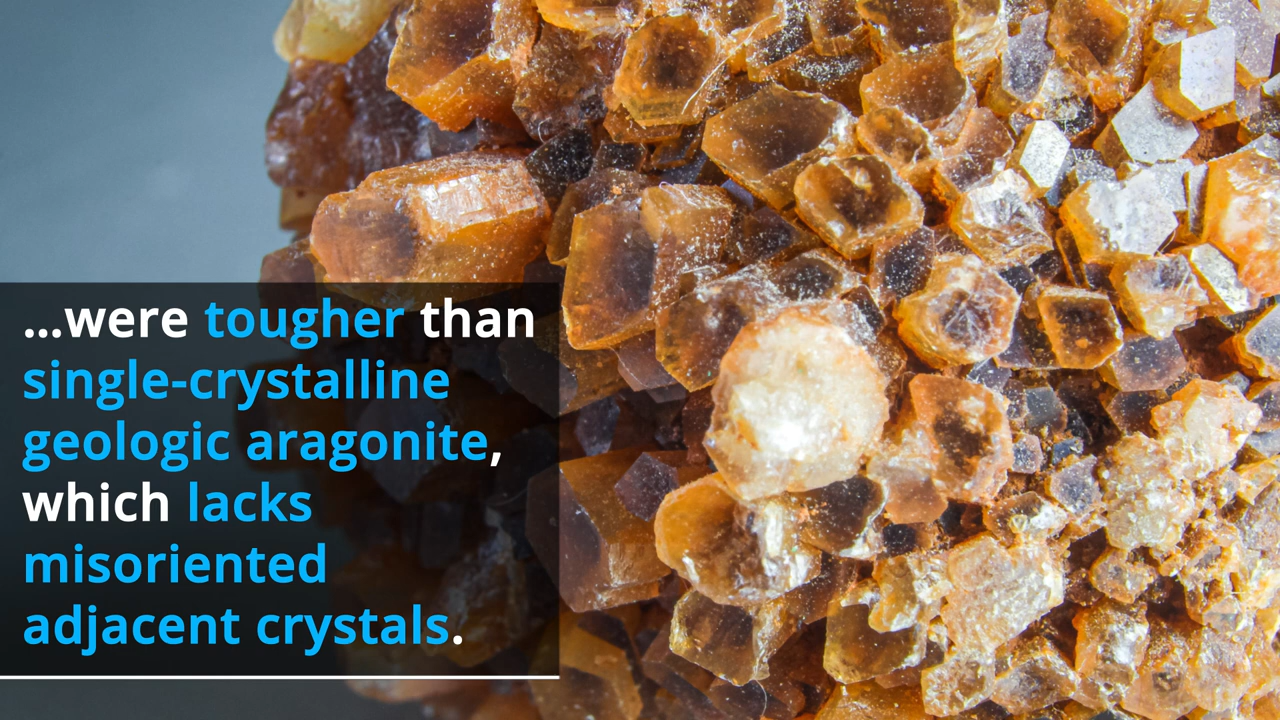 ...were tougher than
single-crystalline
geologic aragonite,
which lacks
misoriented
adjacent crystals.